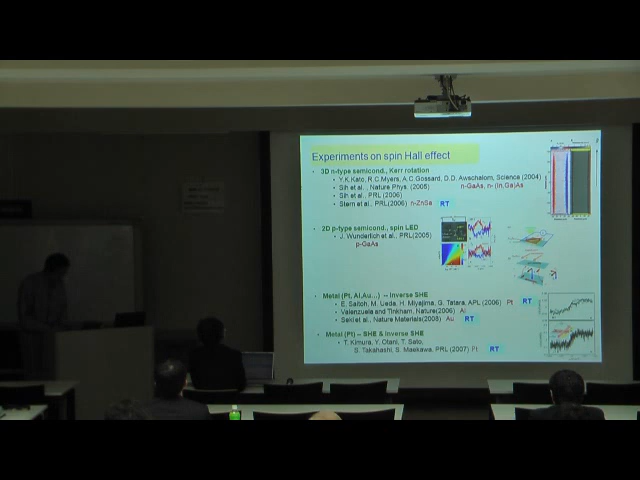 Experiments on spin Hall effect
• 3D n-type semicond., Kerr rotation
• Y.K.Kato, R.C.Myers, A.C.Gossard, D.D. Awschalom, Science (2004)
• Sih et al., Nature Phys. (2005) n-GaAs, n- (In,Ga)As
• Sih et al., PRL (2006)
• Stern et al., PRL(2006) n-ZnSe RT
• 2D p-type semicond., spin LED
• J. Wunderlich et al., PRL(2005)
p-GaAs
• Metal (Pt, Al,Au...) -- Inverse SHE
• E. Saitoh, M. Ueda, H. Miyajima, G. Tatara, APL (2006) Pt RT
• Valenzuela and Tinkham, Nature(2006) Al
• Seki et al., Nature Materials(2008) Au RT
• Metal (Pt) -- SHE & Inverse SHE
• T. Kimura, Y. Otani, T. Sato,
S. Takahashi, S. Maekawa, PRL (2007) Pt RT